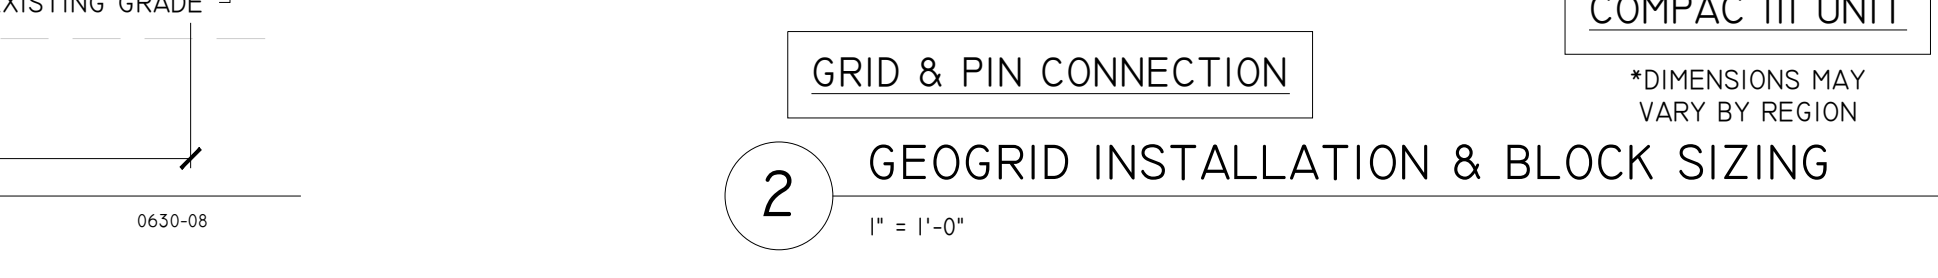 EXISTING GRADE
0630-08
GRID & PIN CONNECTION
COMPAC III UNIT
*DIMENSIONS MAY
VARY BY REGION
2
GEOGRID INSTALLATION & BLOCK SIZING
1" = 1'-0"